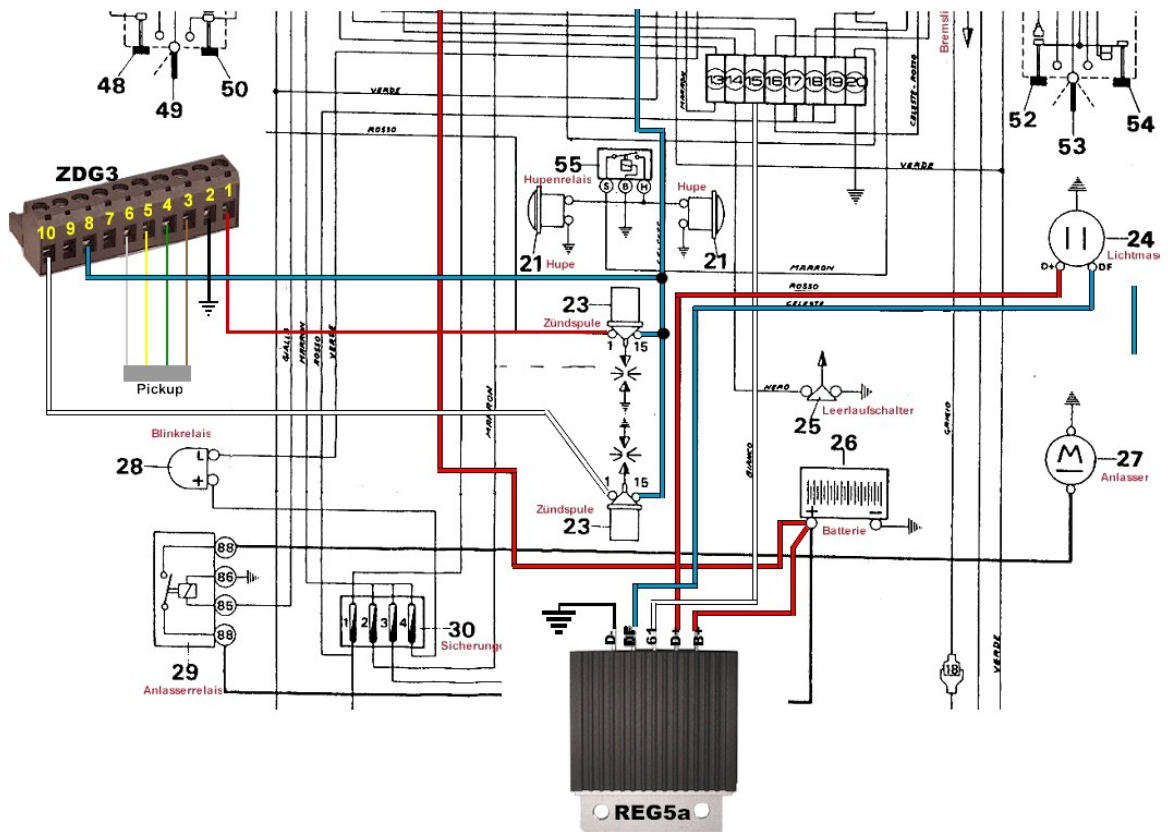 48
50
49
VERDE
ROSSO
MARRON
13 14 15 16 17 18 19 20
CELESTE-ROSSO
Bremsli
52
54
53
VERDE
ZDG3
10 9 8 7 6 5 4 3 2 1
55
Hupenrelais
S B H
Hupe
21
Hupe
21
MARRON
24
Lichtmasc
D+ DF
ROSSO
CELESTE
23
Zündspule
1 15
GIALLO
MARRON
ROSSO
VERDE
Pickup
MARRON
NERO
25
Leerlaufschalter
Blinkrelais
28
L
+
BIANCO
26
+ -
Batterie
M
27
Anlasser
1 15
Zündspule
23
88
86
85
88
29
Anlasserrelais
1 2 3 4
30
Sicherunge
D- DF 61 D+ B+
18
VERDE
REG5a